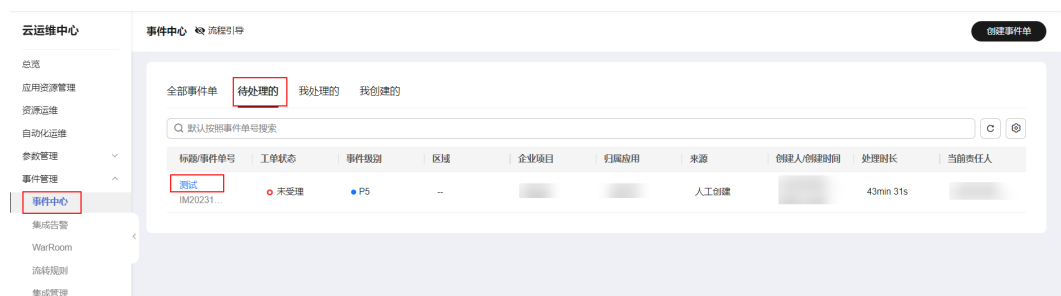 云运维中心
总览
应用资源管理
资源运维
自动化运维
参数管理
事件管理
事件中心
集成告警
WarRoom
流转规则
集成管理
事件中心 流程引导
创建事件单
全部事件单 待处理的 我处理的 我创建的
默认按照事件单号搜索
标题/事件单号 工单状态 事件级别 区域 企业项目 归属应用 来源 创建人/创建时间 处理时长 当前责任人
测试 未受理 P5 -- 人工创建 43min 31s
IM20231...